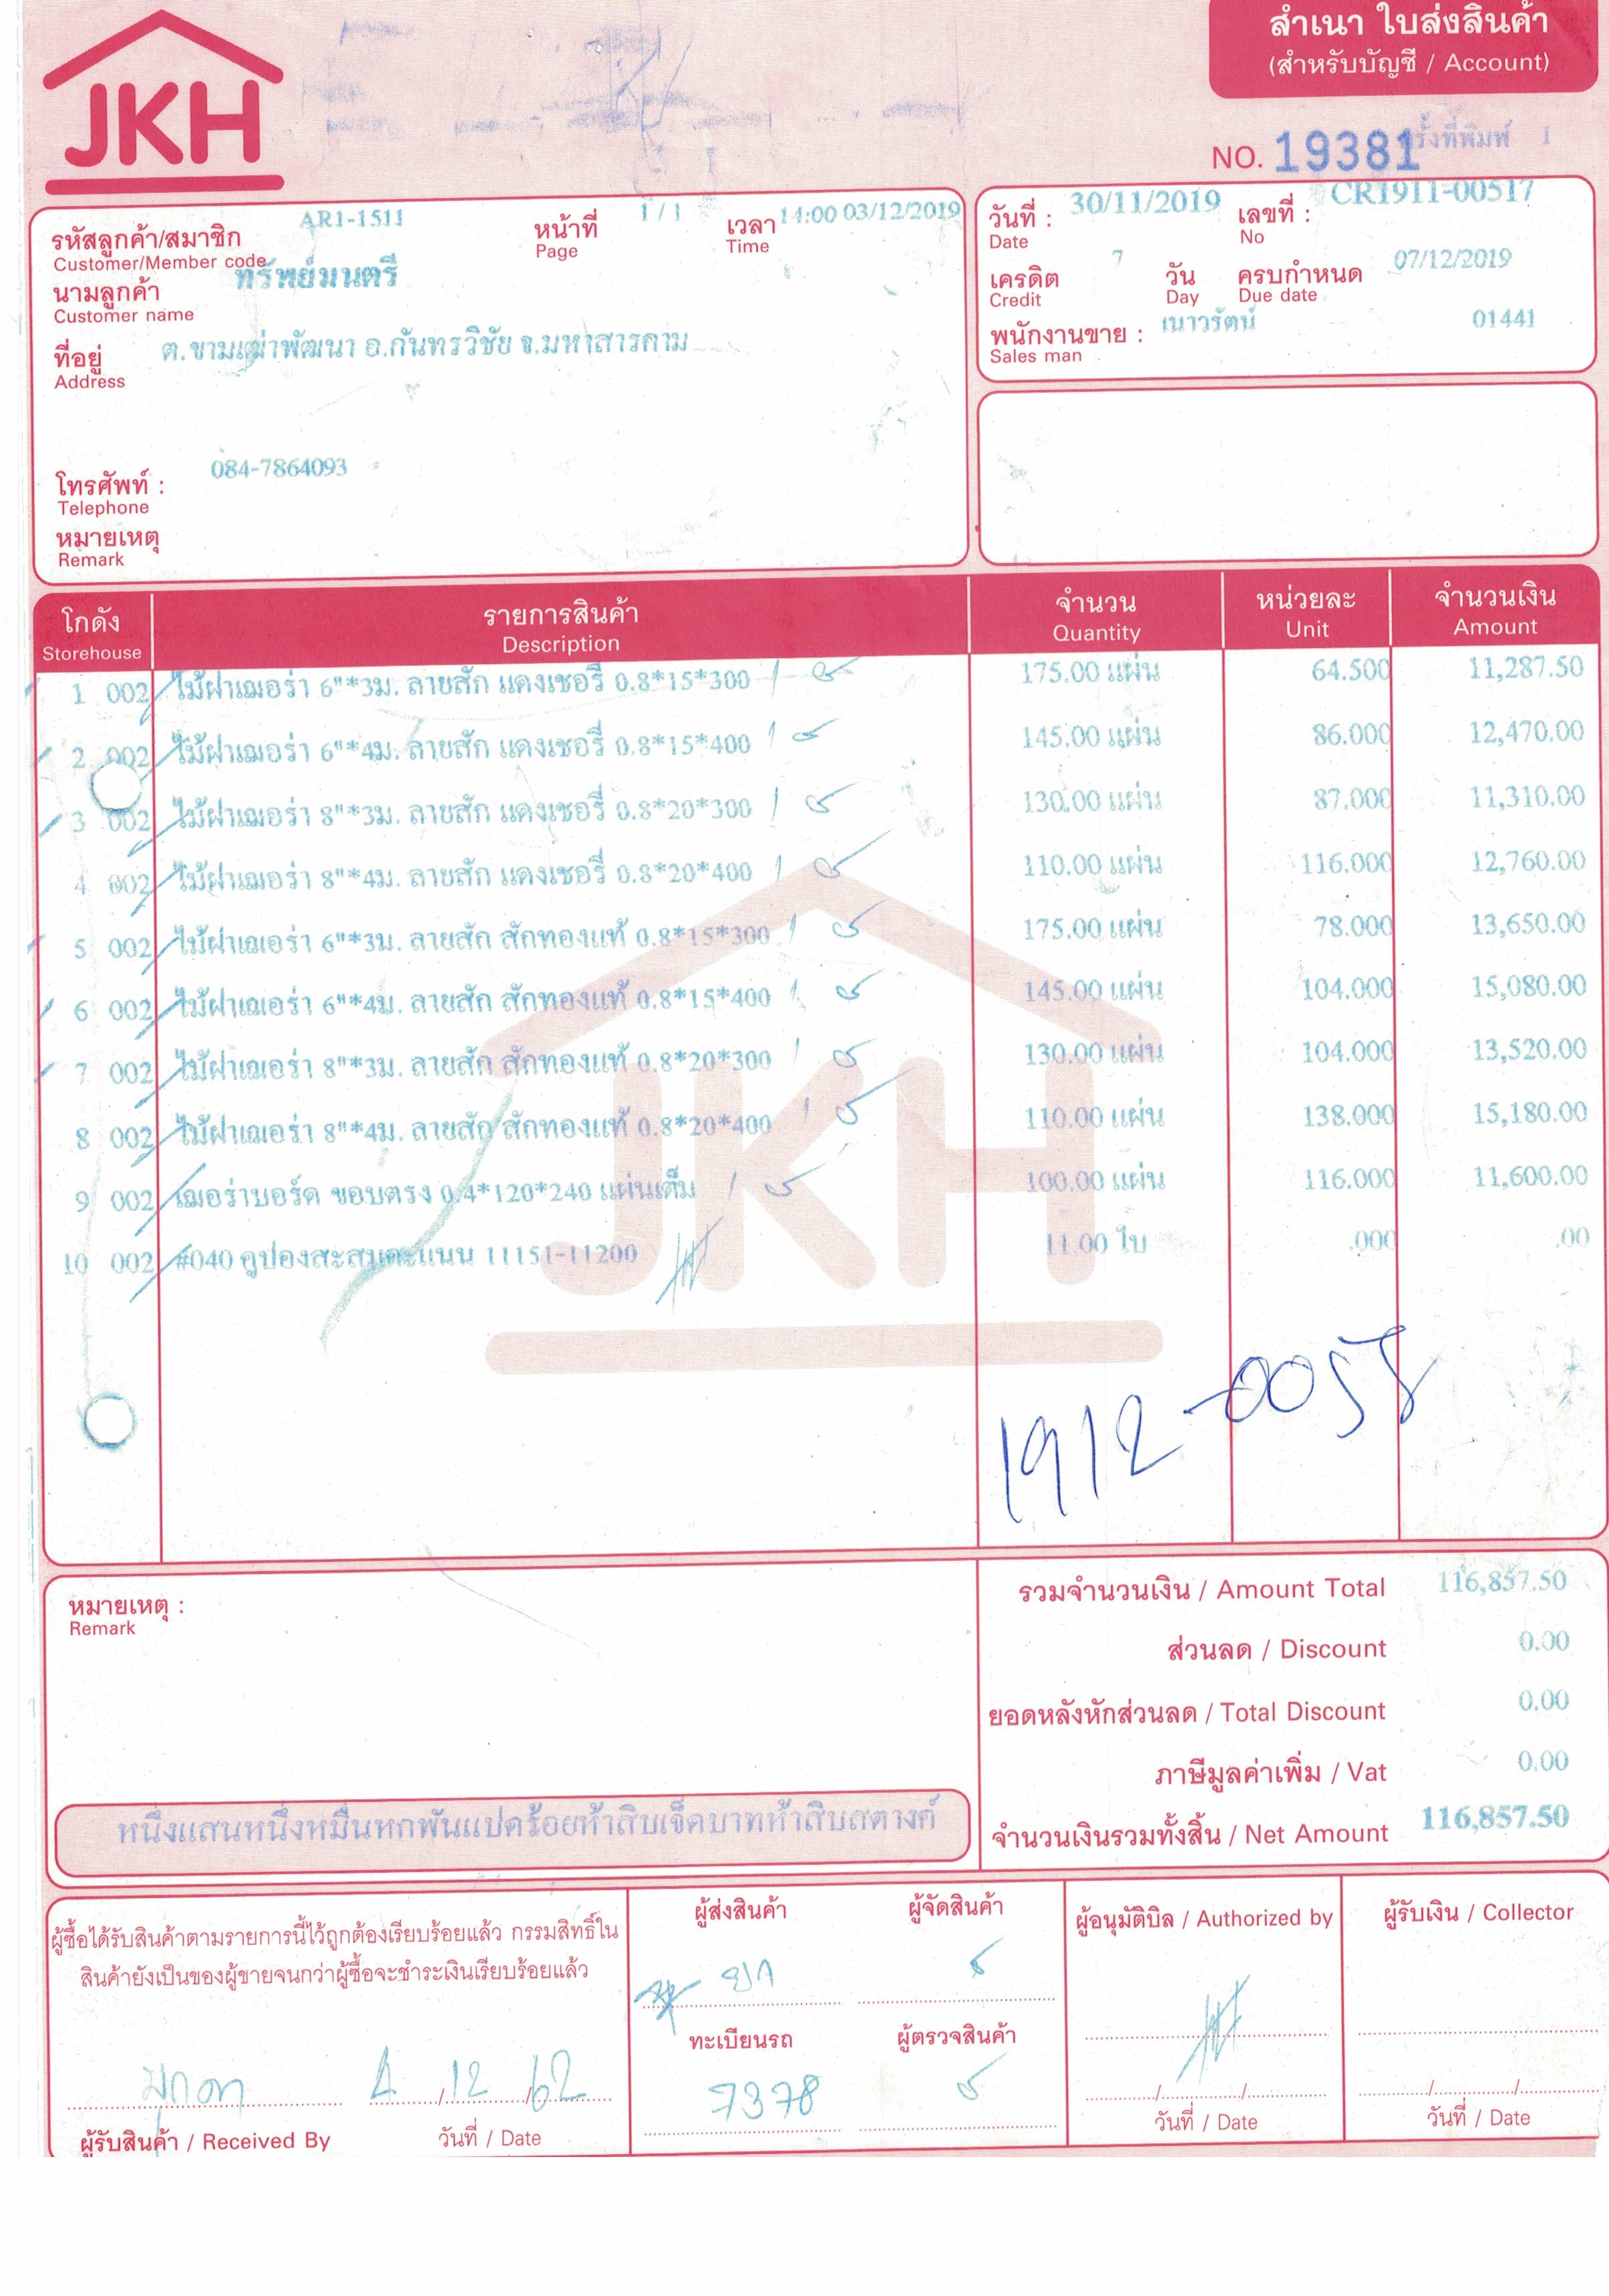 JKH
สำเนา ใบส่งสินค้า
(สำหรับบัญชี / Account)
NO. 19381
ครั้งที่พิมพ์ 1
รหัสลูกค้า/สมาชิก AR1-1511 หน้าที่ 1 / 1 เวลา 14:00 03/12/2019
Customer/Member code Page Time
นามลูกค้า ทรัพย์มนตรี
Customer name
ที่อยู่ ต.ขามเฒ่าพัฒนา อ.กันทรวิชัย จ.มหาสารคาม
Address
โทรศัพท์ : 084-7864093
Telephone
หมายเหตุ
Remark
วันที่ : 30/11/2019 เลขที่ : CR1911-00517
Date No
เครดิต 7 วัน ครบกำหนด 07/12/2019
Credit Day Due date
พนักงานขาย : เนาวรัตน์ 01441
Sales man
โกดัง รายการสินค้า จำนวน หน่วยละ จำนวนเงิน
Storehouse Description Quantity Unit Amount
1 002 ไม้ฝาเฌอร่า 6"*3ม. ลายสัก แดงเชอรี่ 0.8*15*300 175.00 แผ่น 64.500 11,287.50
2 002 ไม้ฝาเฌอร่า 6"*4ม. ลายสัก แดงเชอรี่ 0.8*15*400 145.00 แผ่น 86.000 12,470.00
3 002 ไม้ฝาเฌอร่า 8"*3ม. ลายสัก แดงเชอรี่ 0.8*20*300 130.00 แผ่น 87.000 11,310.00
4 002 ไม้ฝาเฌอร่า 8"*4ม. ลายสัก แดงเชอรี่ 0.8*20*400 110.00 แผ่น 116.000 12,760.00
5 002 ไม้ฝาเฌอร่า 6"*3ม. ลายสัก สักทองแท้ 0.8*15*300 175.00 แผ่น 78.000 13,650.00
6 002 ไม้ฝาเฌอร่า 6"*4ม. ลายสัก สักทองแท้ 0.8*15*400 145.00 แผ่น 104.000 15,080.00
7 002 ไม้ฝาเฌอร่า 8"*3ม. ลายสัก สักทองแท้ 0.8*20*300 130.00 แผ่น 104.000 13,520.00
8 002 ไม้ฝาเฌอร่า 8"*4ม. ลายสัก สักทองแท้ 0.8*20*400 110.00 แผ่น 138.000 15,180.00
9 002 เฌอร่าบอร์ด ขอบตรง 0.4*120*240 แผ่นเต็ม 100.00 แผ่น 116.000 11,600.00
10 002 #040 คูปองสะสมคะแนน 11151-11200 11.00 ใบ .000 .00
JKH
1912-0058
หมายเหตุ :
Remark
รวมจำนวนเงิน / Amount Total 116,857.50
ส่วนลด / Discount 0.00
ยอดหลังหักส่วนลด / Total Discount 0.00
ภาษีมูลค่าเพิ่ม / Vat 0.00
หนึ่งแสนหนึ่งหมื่นหกพันแปดร้อยห้าสิบเจ็ดบาทห้าสิบสตางค์
จำนวนเงินรวมทั้งสิ้น / Net Amount 116,857.50
ผู้ซื้อได้รับสินค้าตามรายการนี้ไว้ถูกต้องเรียบร้อยแล้ว กรรมสิทธิ์ใน
สินค้ายังเป็นของผู้ขายจนกว่าผู้ซื้อจะชำระเงินเรียบร้อยแล้ว
4 / 12 / 62
ผู้รับสินค้า / Received By วันที่ / Date
ผู้ส่งสินค้า ผู้จัดสินค้า
ทะเบียนรถ ผู้ตรวจสินค้า
7378
ผู้อนุมัติบิล / Authorized by
วันที่ / Date
ผู้รับเงิน / Collector
วันที่ / Date